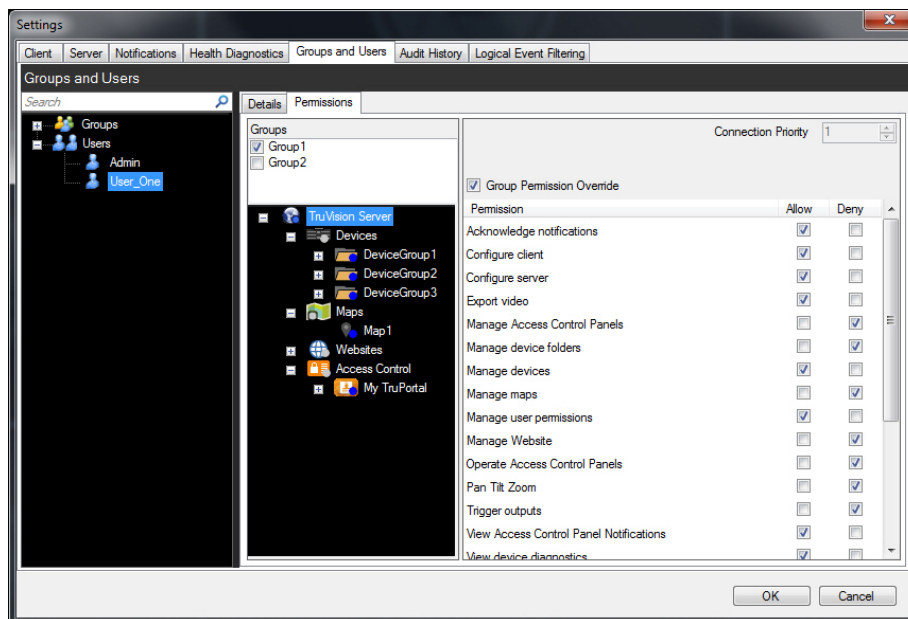 Settings
Client Server Notifications Health Diagnostics Groups and Users Audit History Logical Event Filtering
Groups and Users
Search
Groups
Users
Admin
User_One
Details Permissions
Groups
Group1
Group2
TruVision Server
Devices
DeviceGroup1
DeviceGroup2
DeviceGroup3
Maps
Map1
Websites
Access Control
My TruPortal
Connection Priority 1
Group Permission Override
Permission Allow Deny
Acknowledge notifications
Configure client
Configure server
Export video
Manage Access Control Panels
Manage device folders
Manage devices
Manage maps
Manage user permissions
Manage Website
Operate Access Control Panels
Pan Tilt Zoom
Trigger outputs
View Access Control Panel Notifications
View device diagnostics
OK Cancel